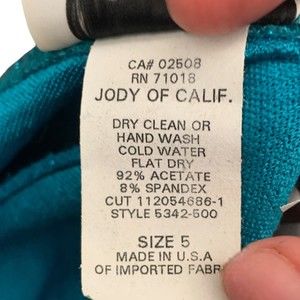 CA# 02508
RN 71018
JODY OF CALIF.
DRY CLEAN OR
HAND WASH
COLD WATER
FLAT DRY
92% ACETATE
8% SPANDEX
CUT 112054686-1
STYLE 5342-500
SIZE 5
MADE IN U.S.A
OF IMPORTED FABR